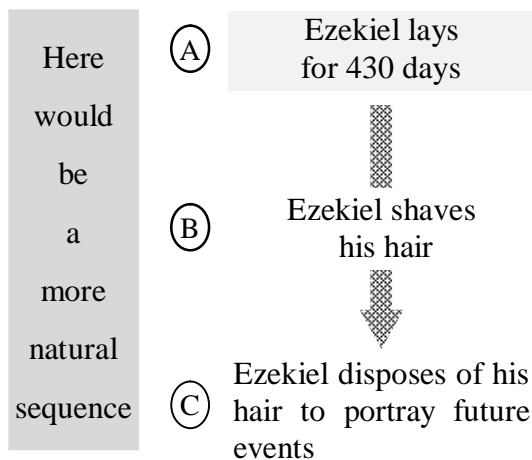 Here
would
be
a
more
natural
sequence
A
Ezekiel lays
for 430 days
B
Ezekiel shaves
his hair
C
Ezekiel disposes of his
hair to portray future
events